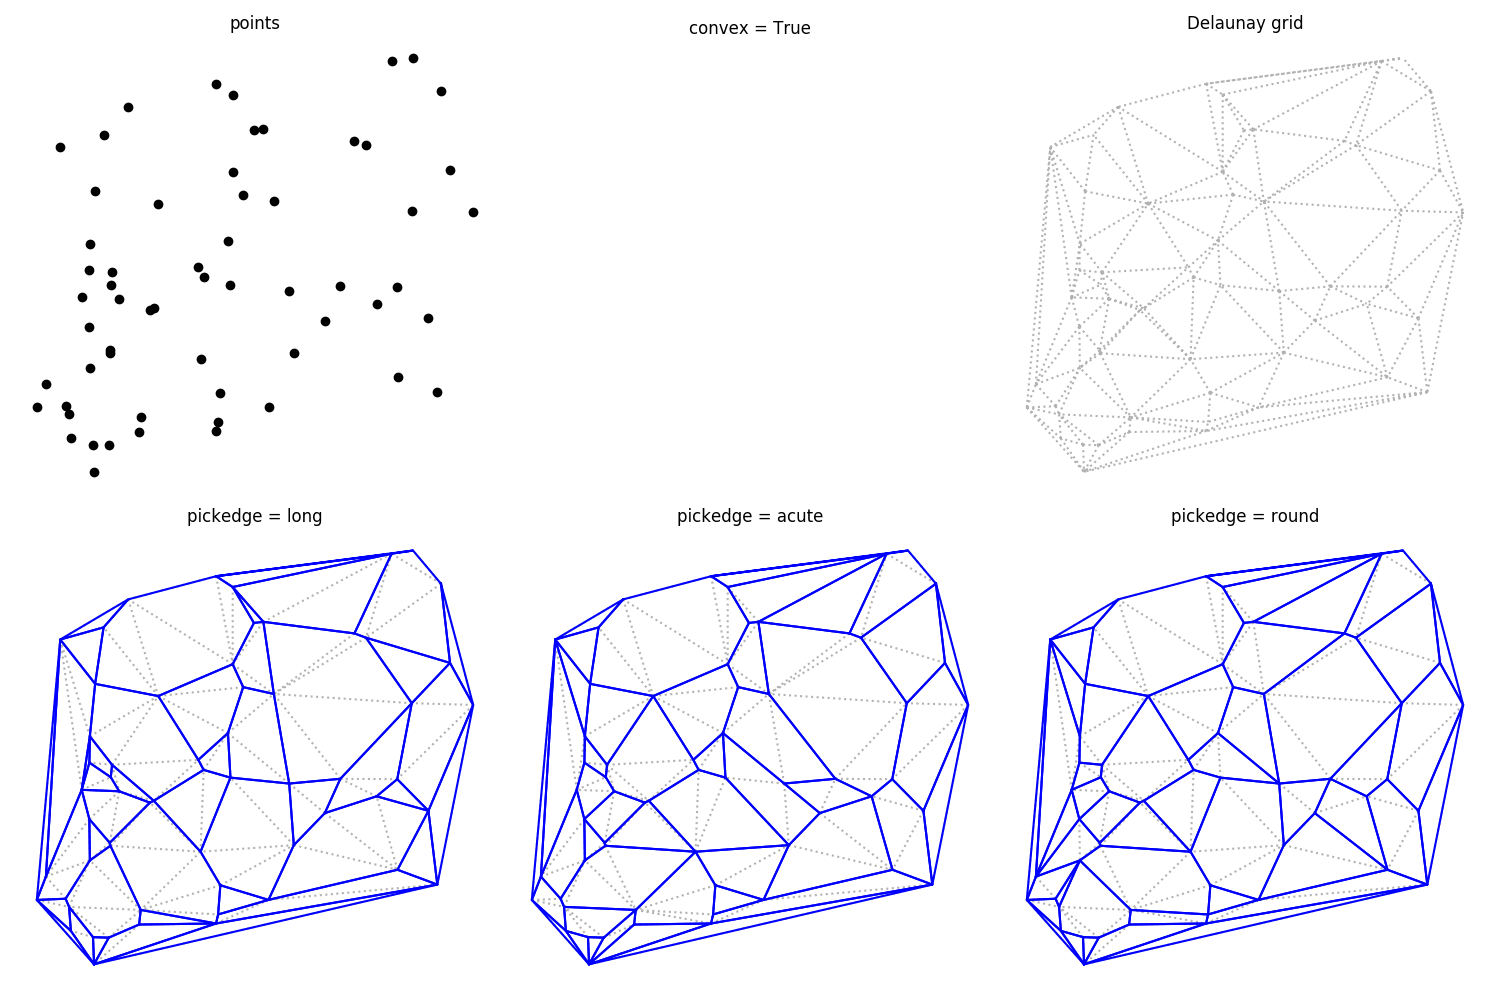 points
convex = True
Delaunay grid
pickedge = long
pickedge = acute
pickedge = round